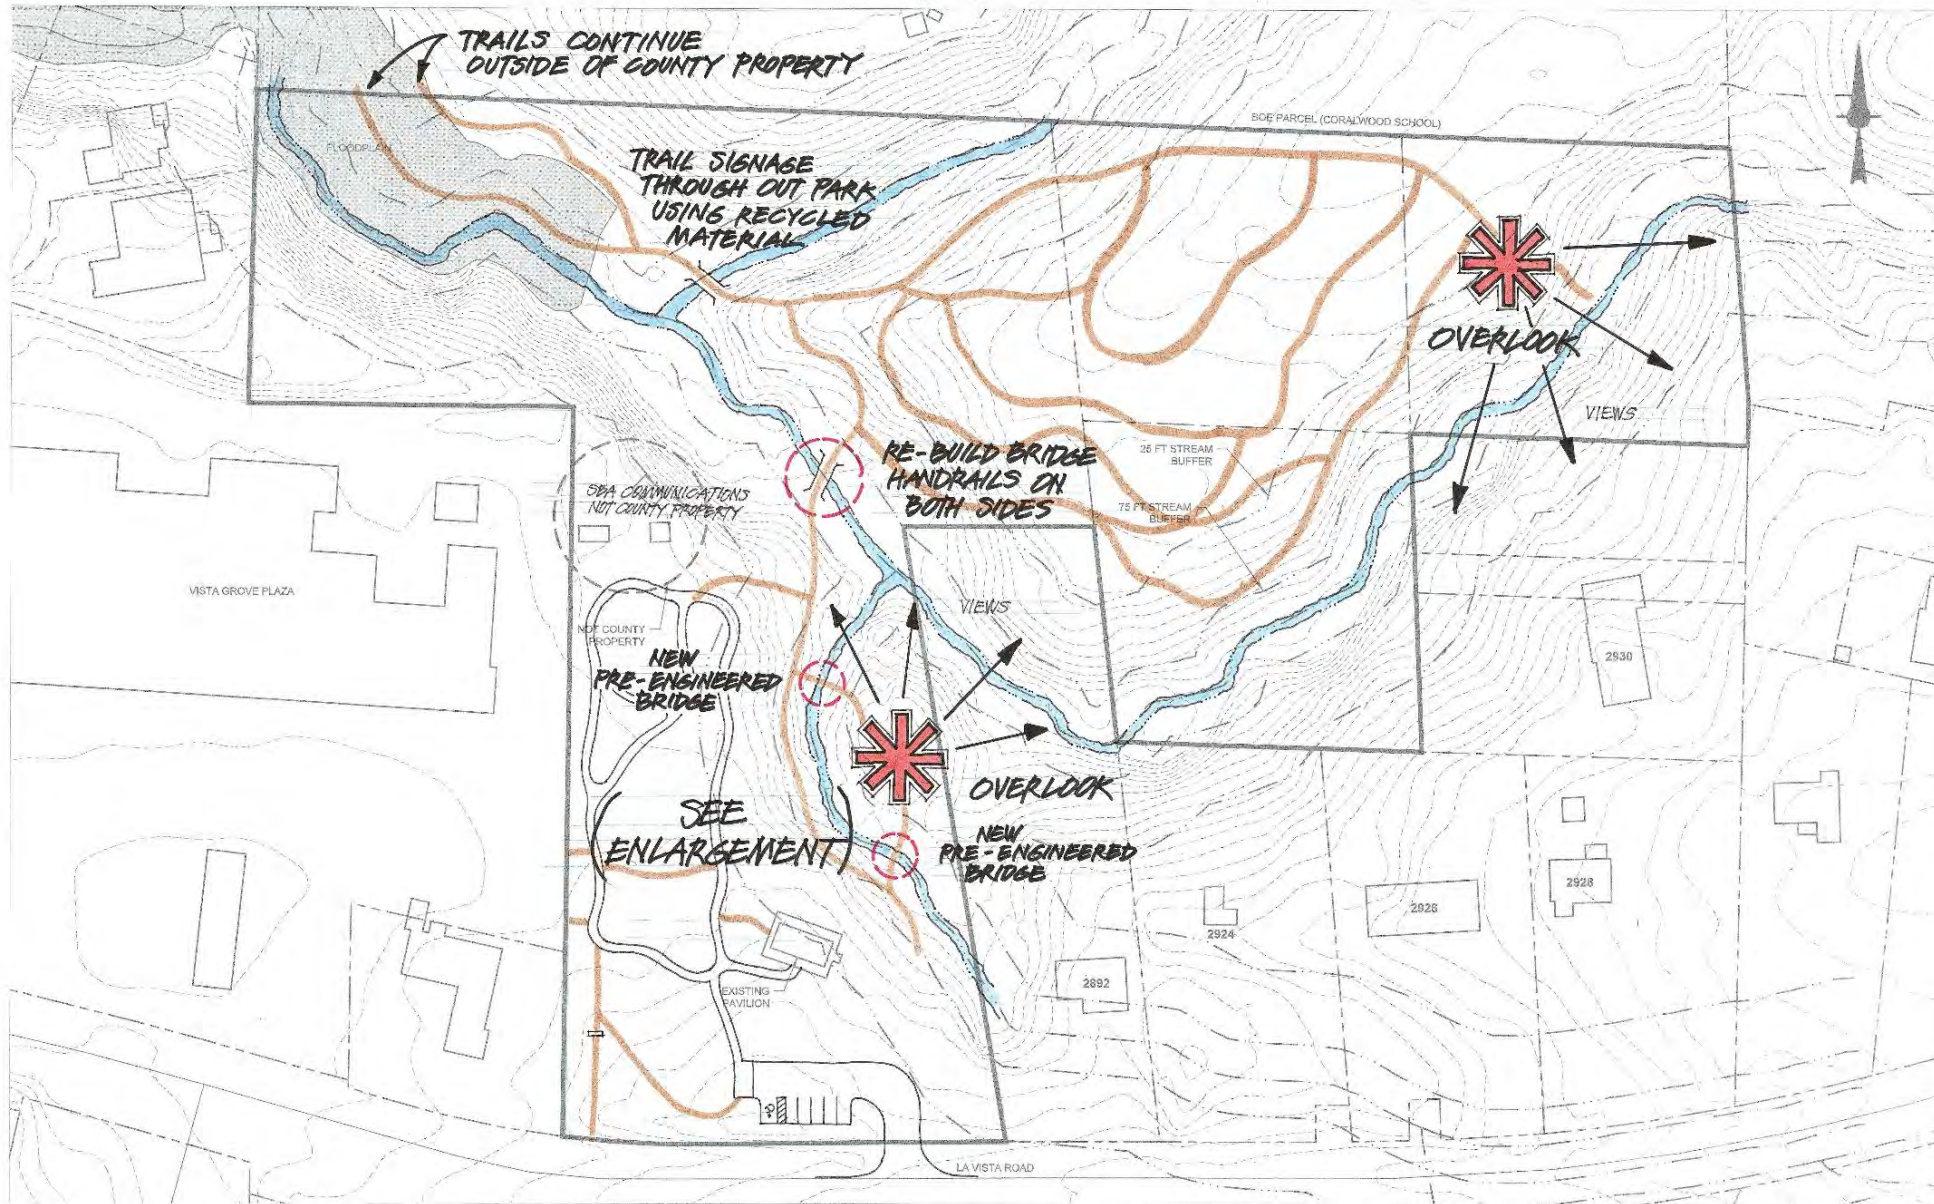 TRAILS CONTINUE
OUTSIDE OF COUNTY PROPERTY
BOE PARCEL (CORALWOOD SCHOOL)
FLOODPLAIN
TRAIL SIGNAGE
THROUGH OUT PARK
USING RECYCLED
MATERIAL
OVERLOOK
VIEWS
RE-BUILD BRIDGE
HANDRAILS ON
BOTH SIDES
25 FT STREAM
BUFFER
75 FT STREAM
BUFFER
SBA COMMUNICATIONS
NOT COUNTY PROPERTY
VISTA GROVE PLAZA
VIEWS
NOT COUNTY
PROPERTY
NEW
PRE-ENGINEERED
BRIDGE
2930
OVERLOOK
(SEE
ENLARGEMENT)
NEW
PRE-ENGINEERED
BRIDGE
2928
2926
2924
2892
EXISTING
PAVILION
LA VISTA ROAD